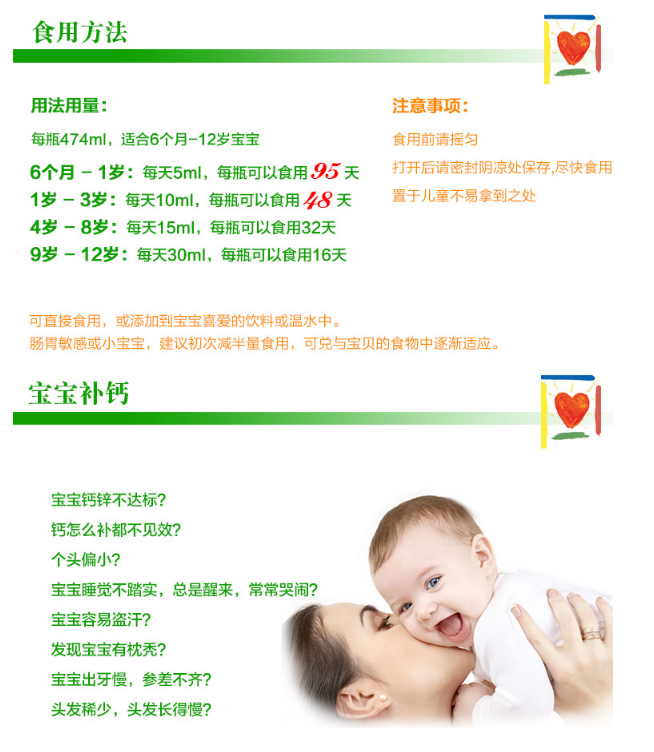 食用方法
用法用量：
每瓶474ml，适合6个月-12岁宝宝
6个月 - 1岁：每天5ml，每瓶可以食用95天
1岁 - 3岁：每天10ml，每瓶可以食用48天
4岁 - 8岁：每天15ml，每瓶可以食用32天
9岁 - 12岁：每天30ml，每瓶可以食用16天
注意事项：
食用前请摇匀
打开后请密封阴凉处保存,尽快食用
置于儿童不易拿到之处
可直接食用，或添加到宝宝喜爱的饮料或温水中。
肠胃敏感或小宝宝，建议初次减半量食用，可兑与宝贝的食物中逐渐适应。
宝宝补钙
宝宝钙锌不达标?
钙怎么补都不见效?
个头偏小?
宝宝睡觉不踏实，总是醒来，常常哭闹?
宝宝容易盗汗?
发现宝宝有枕秃?
宝宝出牙慢，参差不齐?
头发稀少，头发长得慢?